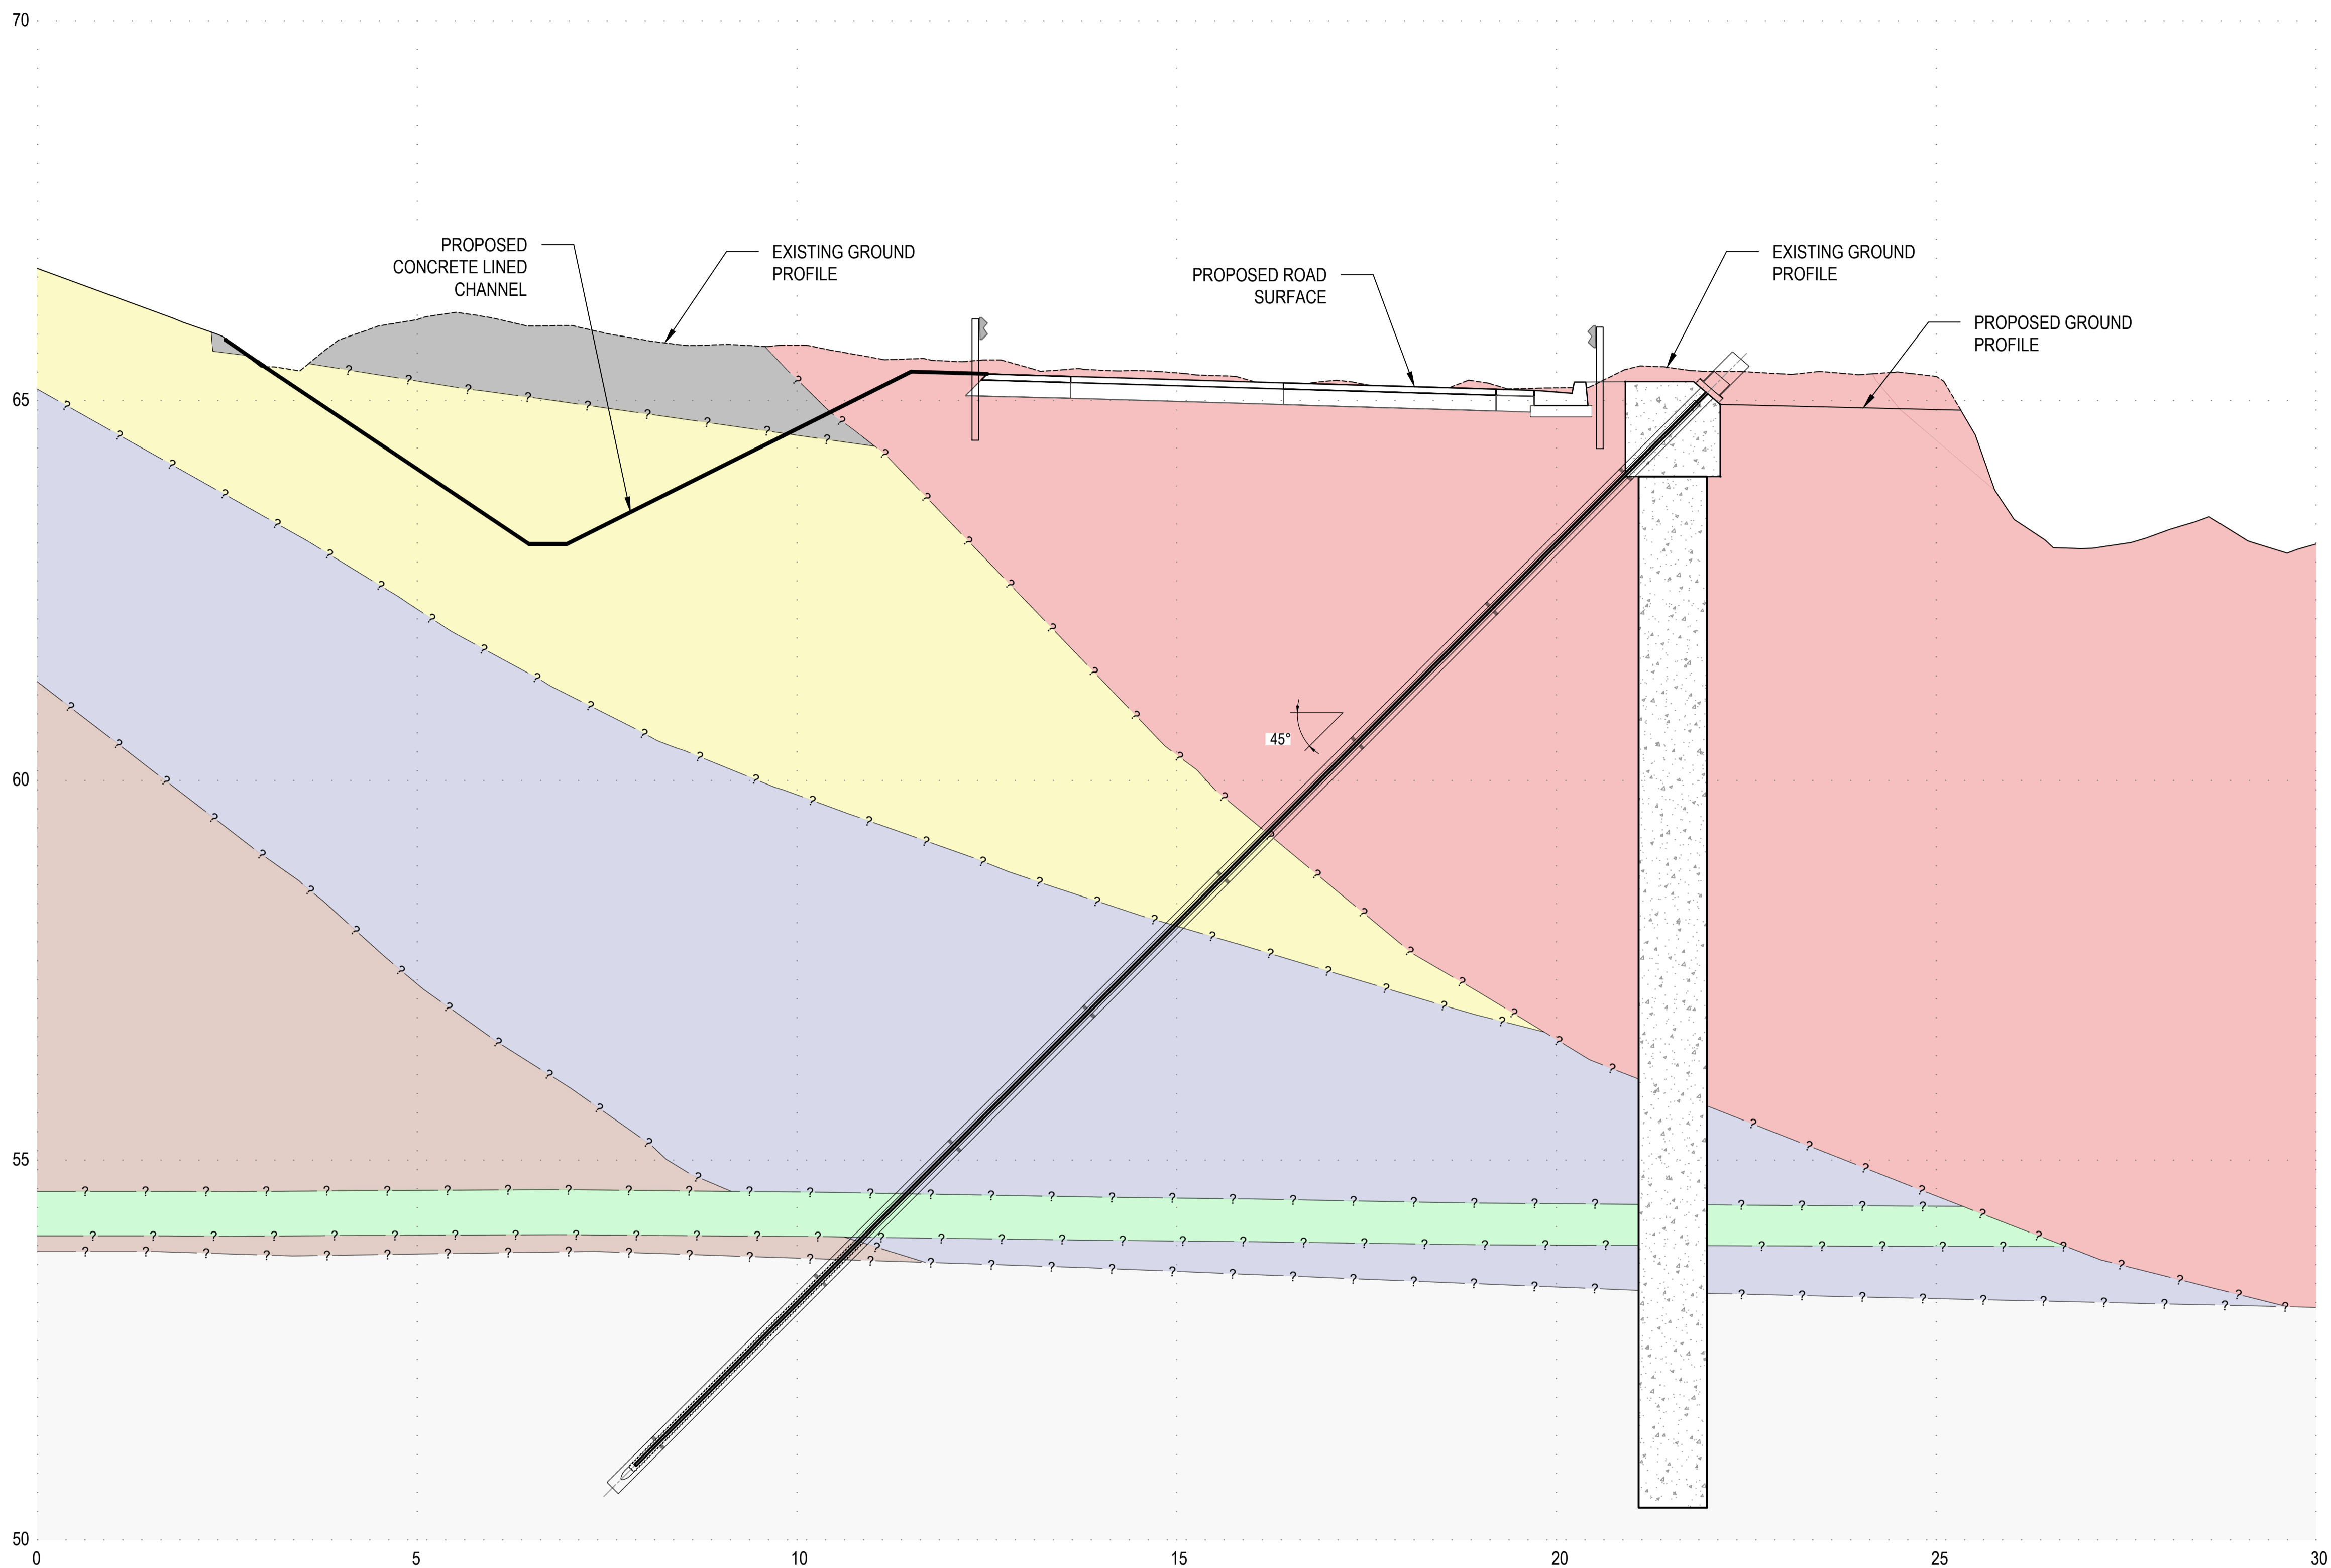 70
PROPOSED
CONCRETE LINED
CHANNEL
EXISTING GROUND
PROFILE
PROPOSED ROAD
SURFACE
EXISTING GROUND
PROFILE
PROPOSED GROUND
PROFILE
65
60
45°
55
50
0 5 10 15 20 25 30